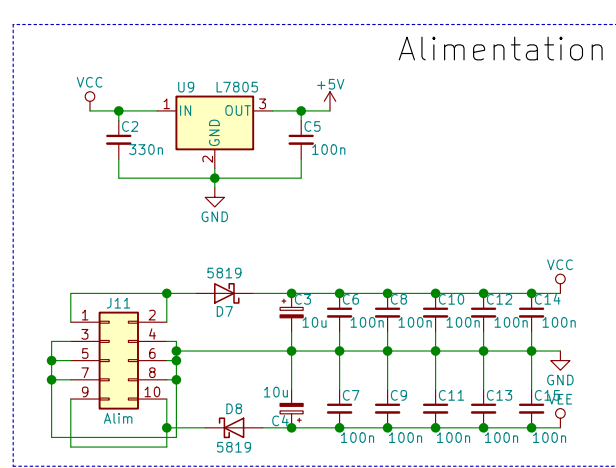 Alimentation
VCC
U9 L7805
+5V
1 IN OUT 3
GND
2
C2
330n
C5
100n
GND
5819
D7
VCC
J11
1 2
3 4
5 6
7 8
9 10
Alim
+
C3 C6 C8 C10 C12 C14
10u 100n 100n 100n 100n 100n
GND
VEE
10u
C4
+
C7 C9 C11 C13 C15
100n 100n 100n 100n 100n
D8
5819